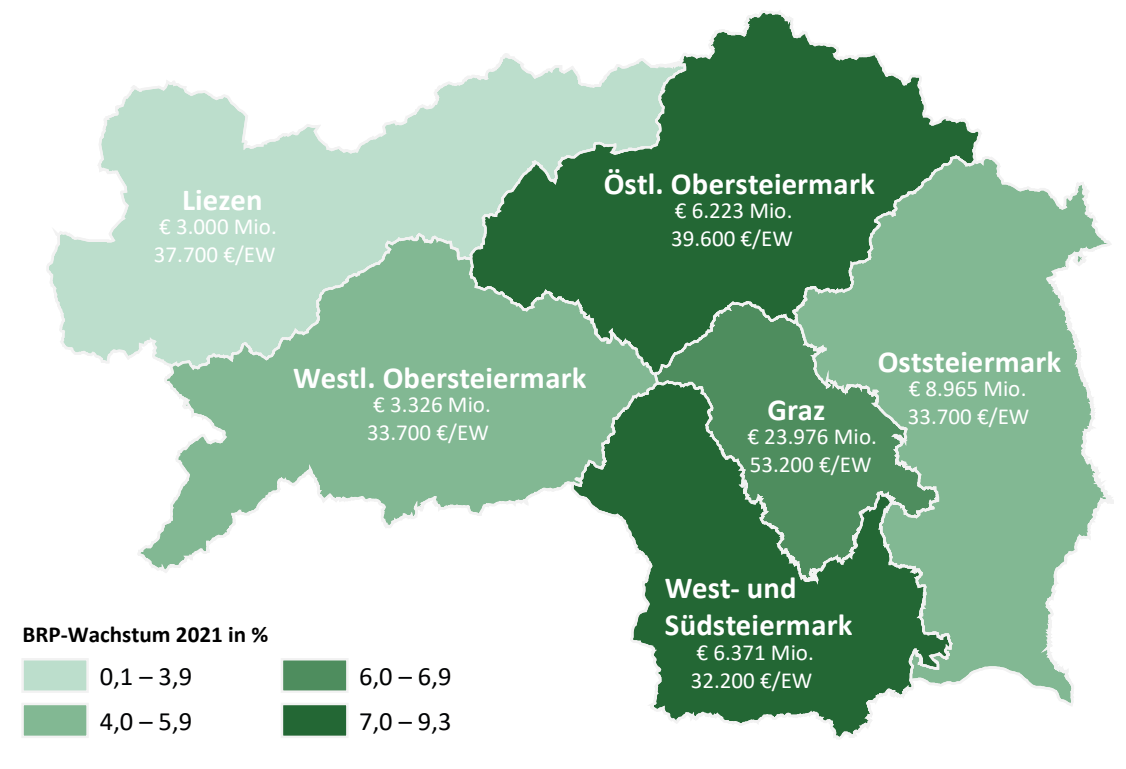 Östl. Obersteiermark
€ 6.223 Mio.
39.600 €/EW
Liezen
€ 3.000 Mio.
37.700 €/EW
Westl. Obersteiermark
€ 3.326 Mio.
33.700 €/EW
Oststeiermark
€ 8.965 Mio.
33.700 €/EW
Graz
€ 23.976 Mio.
53.200 €/EW
West- und
Südsteiermark
€ 6.371 Mio.
32.200 €/EW
BRP-Wachstum 2021 in %
0,1 – 3,9
4,0 – 5,9
6,0 – 6,9
7,0 – 9,3